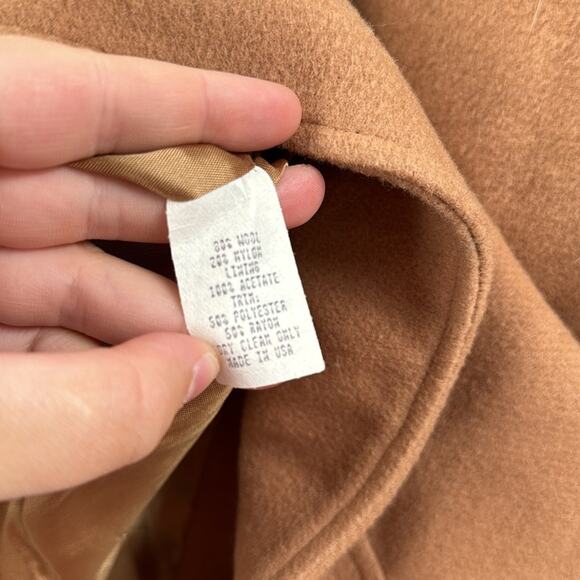 80% WOOL
20% NYLON
LINING
100% ACETATE
TRIM:
50% POLYESTER
50% RAYON
DRY CLEAN ONLY
MADE IN USA